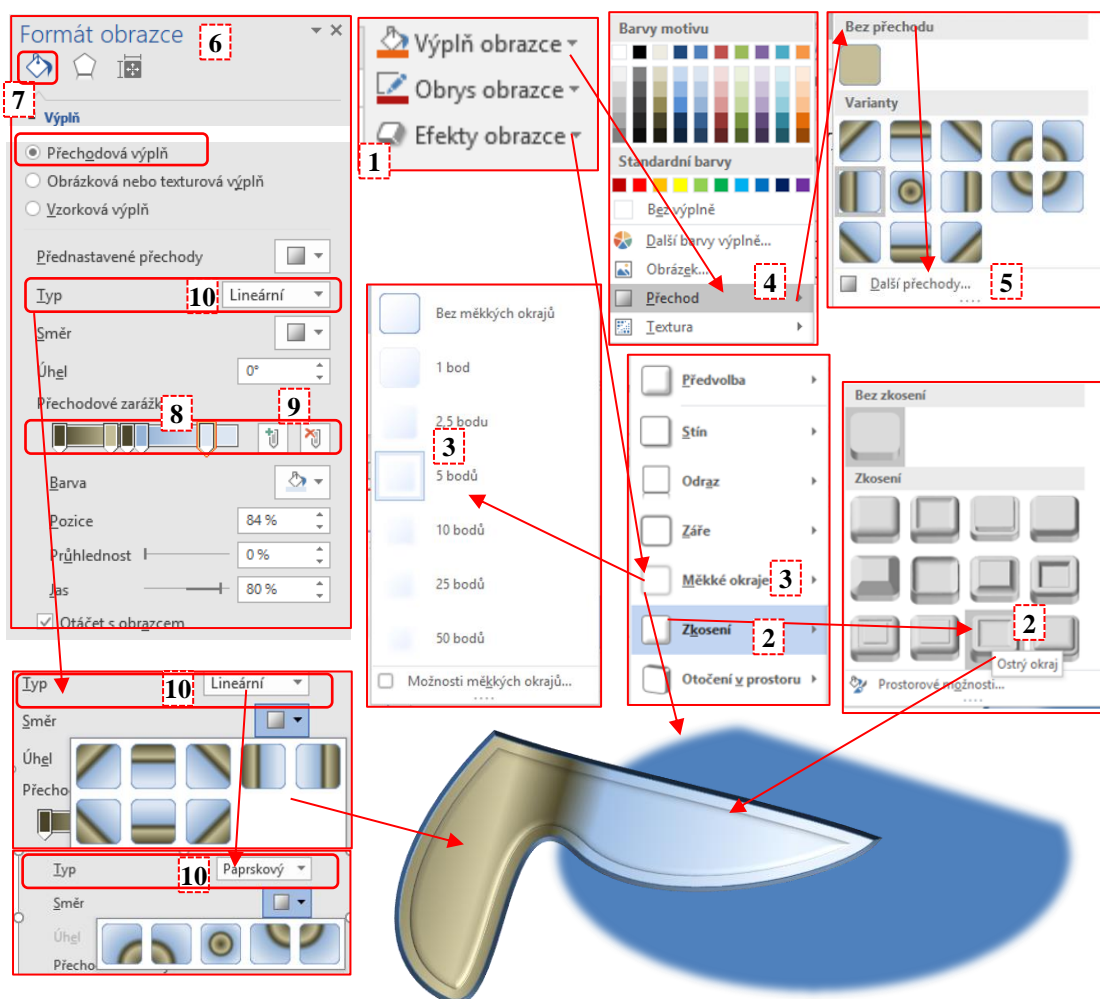 Formát obrazce
6
7
Výplň
Přechodová výplň
Obrázková nebo texturová výplň
Vzorková výplň
Přednastavené přechody
Typ
10
Lineární
Směr
Úhel
0°
Přechodové zarážk
8
9
Barva
Pozice
84 %
Průhlednost
0 %
Jas
80 %
Otáčet s obrazcem
Výplň obrazce
Obrys obrazce
Efekty obrazce
1
Barvy motivu
Standardní barvy
Bez výplně
Další barvy výplně...
Obrázek...
4
Přechod
Textura
Bez přechodu
Varianty
Další přechody...
5
Bez měkkých okrajů
1 bod
2,5 bodu
3
5 bodů
10 bodů
25 bodů
50 bodů
Možnosti měkkých okrajů...
Předvolba
Stín
Odraz
Záře
Měkké okraje
3
Zkosení
2
Otočení v prostoru
Bez zkosení
Zkosení
2
Ostrý okraj
Prostorové možnosti...
Typ
10
Lineární
Směr
Úhel
Přecho
Typ
10
Paprskový
Směr
Úhel
Přecho